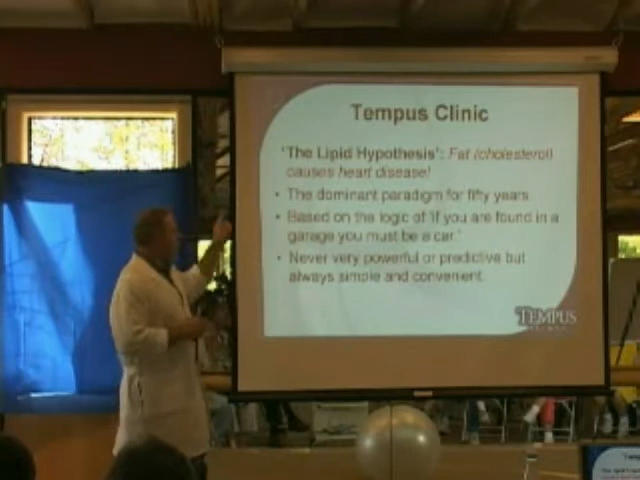 Tempus Clinic
'The Lipid Hypothesis': Fat (cholesterol)
causes heart disease!
• The dominant paradigm for fifty years.
• Based on the logic of 'if you are found in a
garage you must be a car.'
• Never very powerful or predictive but
always simple and convenient.
TEMPUS